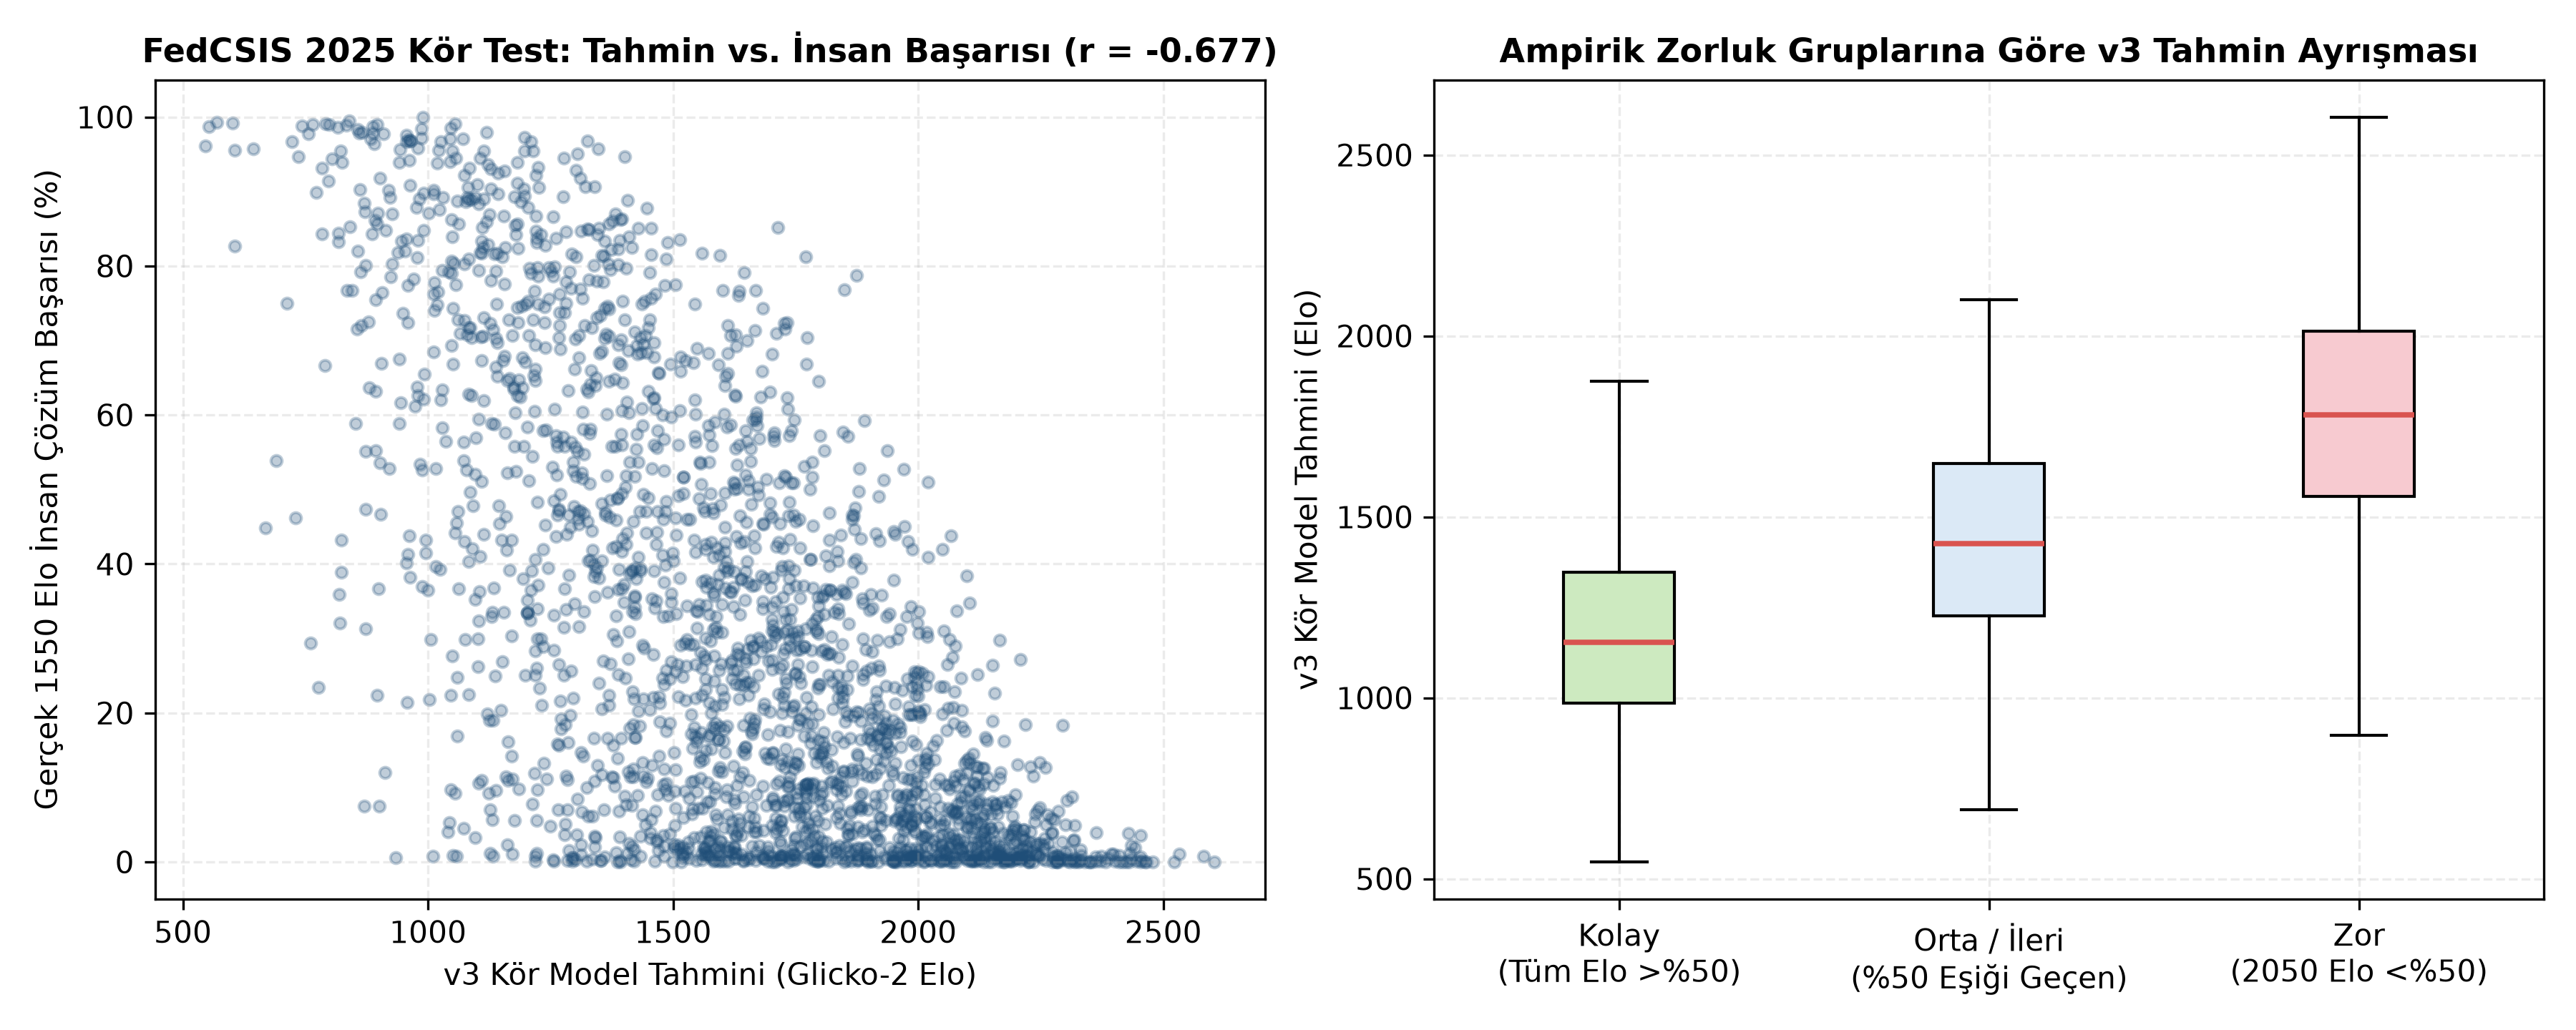 FedCSIS 2025 Kör Test: Tahmin vs. İnsan Başarısı (r = -0.677)
Gerçek 1550 Elo İnsan Çözüm Başarısı (%)
100
80
60
40
20
0
500 1000 1500 2000 2500
v3 Kör Model Tahmini (Glicko-2 Elo)
Ampirik Zorluk Gruplarına Göre v3 Tahmin Ayrışması
v3 Kör Model Tahmini (Elo)
2500
2000
1500
1000
500
Kolay
(Tüm Elo >%50)
Orta / İleri
(%50 Eşiği Geçen)
Zor
(2050 Elo <%50)